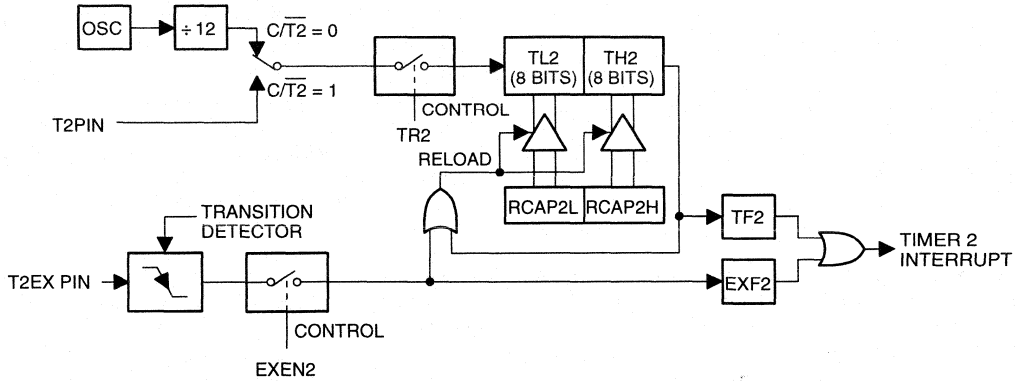 OSC
÷ 12
C/T2 = 0
C/T2 = 1
T2PIN
CONTROL
TR2
TL2
(8 BITS)
TH2
(8 BITS)
RELOAD
RCAP2L
RCAP2H
TRANSITION
DETECTOR
T2EX PIN
CONTROL
EXEN2
TF2
EXF2
TIMER 2
INTERRUPT